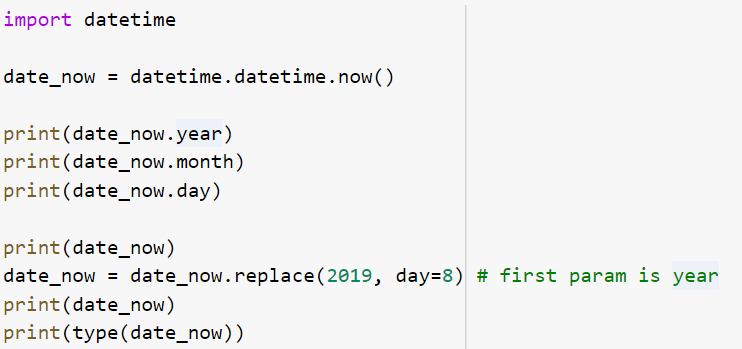 import datetime
date_now = datetime.datetime.now()
print(date_now.year)
print(date_now.month)
print(date_now.day)
print(date_now)
date_now = date_now.replace(2019, day=8) # first param is year
print(date_now)
print(type(date_now))